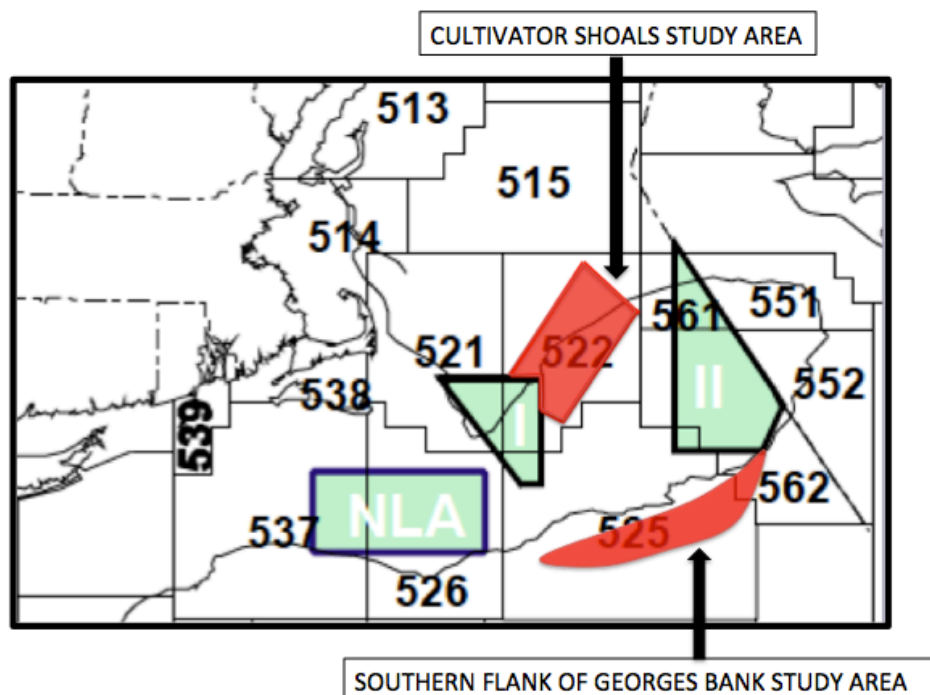 CULTIVATOR SHOALS STUDY AREA
513
515
514
551
561
521
522
552
538
I
II
539
562
NLA
537
525
526
SOUTHERN FLANK OF GEORGES BANK STUDY AREA